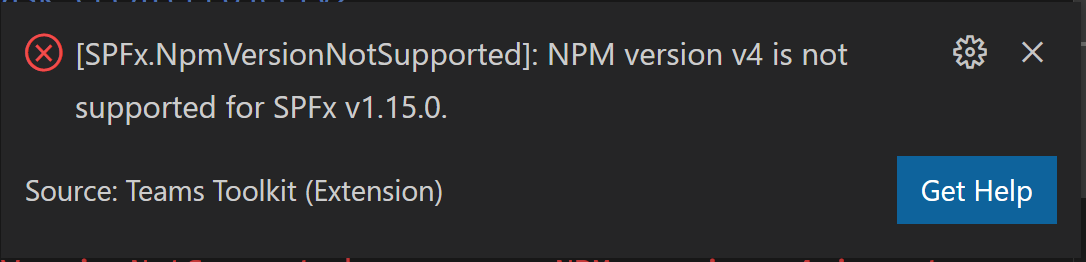 [SPFx.NpmVersionNotSupported]: NPM version v4 is not
supported for SPFx v1.15.0.
Source: Teams Toolkit (Extension)
Get Help